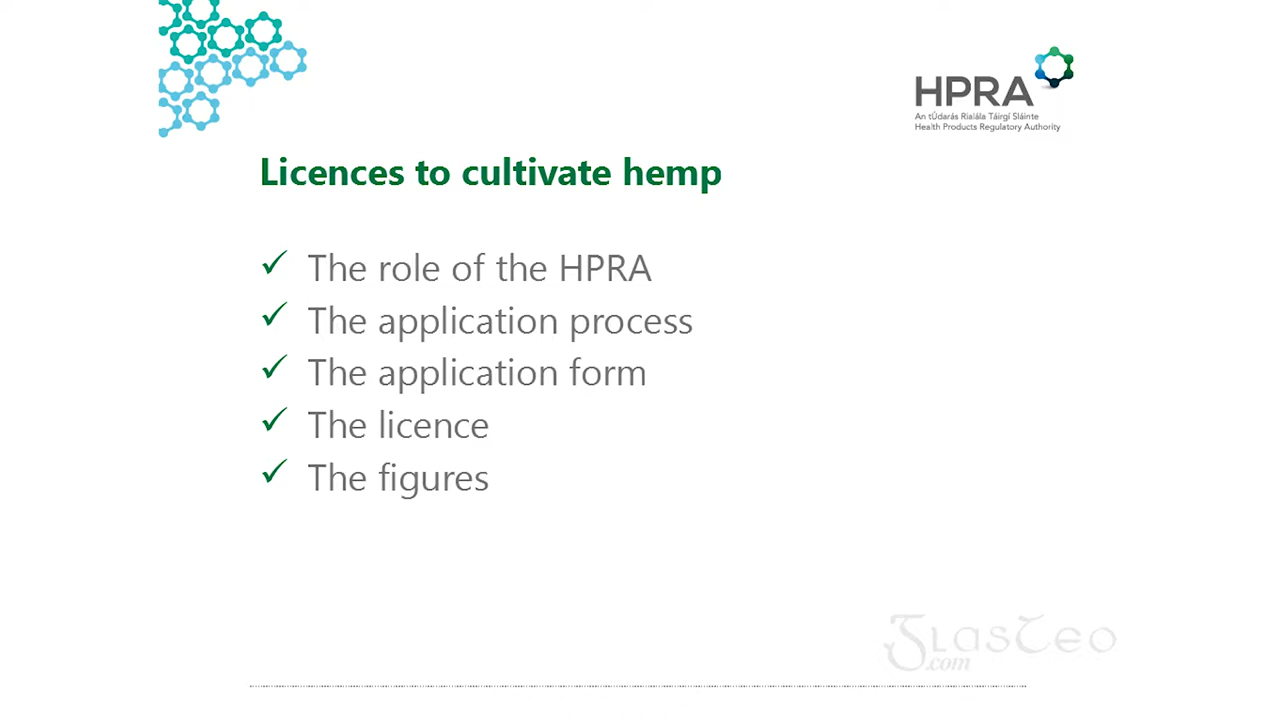 HPRA
An tÚdarás Rialála Táirgí Sláinte
Health Products Regulatory Authority
Licences to cultivate hemp
✓ The role of the HPRA
✓ The application process
✓ The application form
✓ The licence
✓ The figures
Glasteo
.com